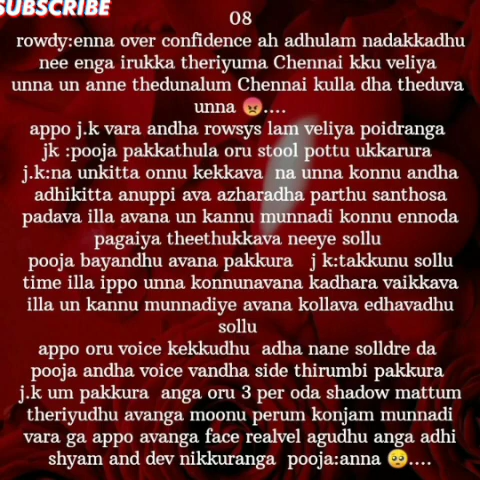 SUBSCRIBE
08
rowdy:enna over confidence ah adhulam nadakkadhu
nee enga irukka theriyuma Chennai kku veliya
unna un anne thedunalum Chennai kulla dha theduva
unna 😡....
appo j.k vara andha rowsys lam veliya poidranga
jk :pooja pakkathula oru stool pottu ukkarura
j.k:na unkitta onnu kekkava na unna konnu andha
adhikitta anuppi ava azharadha parthu santhosa
padava illa avana un kannu munnadi konnu ennoda
pagaiya theethukkava neeye sollu
pooja bayandhu avana pakkura j k:takkunu sollu
time illa ippo unna konnunavana kadhara vaikkava
illa un kannu munnadiye avana kollava edhavadhu
sollu
appo oru voice kekkudhu adha nane solldre da
pooja andha voice vandha side thirumbi pakkura
j.k um pakkura anga oru 3 per oda shadow mattum
theriyudhu avanga moonu perum konjam munnadi
vara ga appo avanga face realvel agudhu anga adhi
shyam and dev nikkuranga pooja:anna 🥺....